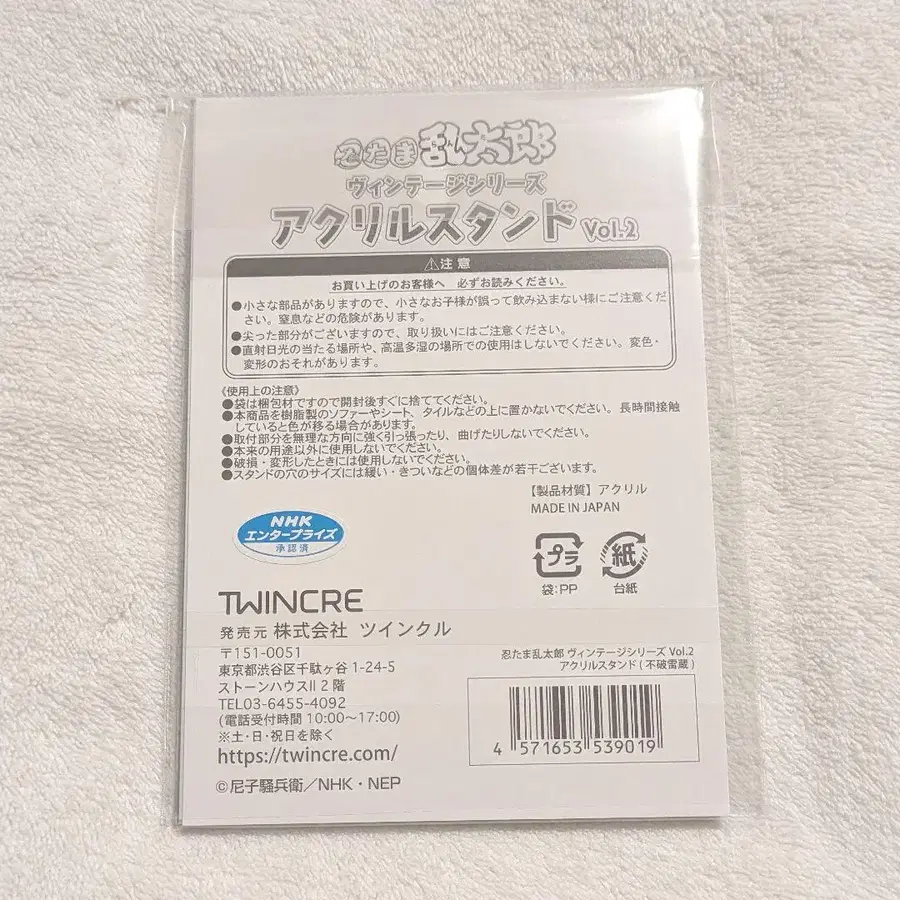 忍たま乱太郎
ヴィンテージシリーズ
アクリルスタンド Vol.2
⚠注意
お買い上げのお客様へ 必ずお読みください。
●小さな部品がありますので、小さなお子様が誤って飲み込まない様にご注意くだ
さい。窒息などの危険があります。
●尖った部分がございますので、取り扱いにはご注意ください。
●直射日光の当たる場所や、高温多湿の場所での使用はしないでください。変色・
変形のおそれがあります。
《使用上の注意》
●袋は梱包材ですので開封後すぐに捨ててください。
●本商品を樹脂製のソファーやシート、タイルなどの上に置かないでください。長時間接触
していると色が移る場合があります。
●取付部分を無理な方向に強く引っ張ったり、曲げたりしないでください。
●本来の用途以外に使用しないでください。
●破損・変形したときには使用しないでください。
●スタンドの穴のサイズには緩い・きついなどの個体差が若干ございます。
【製品材質】アクリル
MADE IN JAPAN
NHK
エンタープライズ
承認済
プラ
袋:PP
紙
台紙
TWINCRE
発売元 株式会社 ツインクル
〒151-0051
東京都渋谷区千駄ヶ谷 1-24-5
ストーンハウスII 2 階
TEL03-6455-4092
(電話受付時間 10:00〜17:00)
※土・日・祝日を除く
https://twincre.com/
©尼子騒兵衛/NHK・NEP
忍たま乱太郎 ヴィンテージシリーズ Vol.2
アクリルスタンド ( 不破雷蔵 )
4 571653 539019